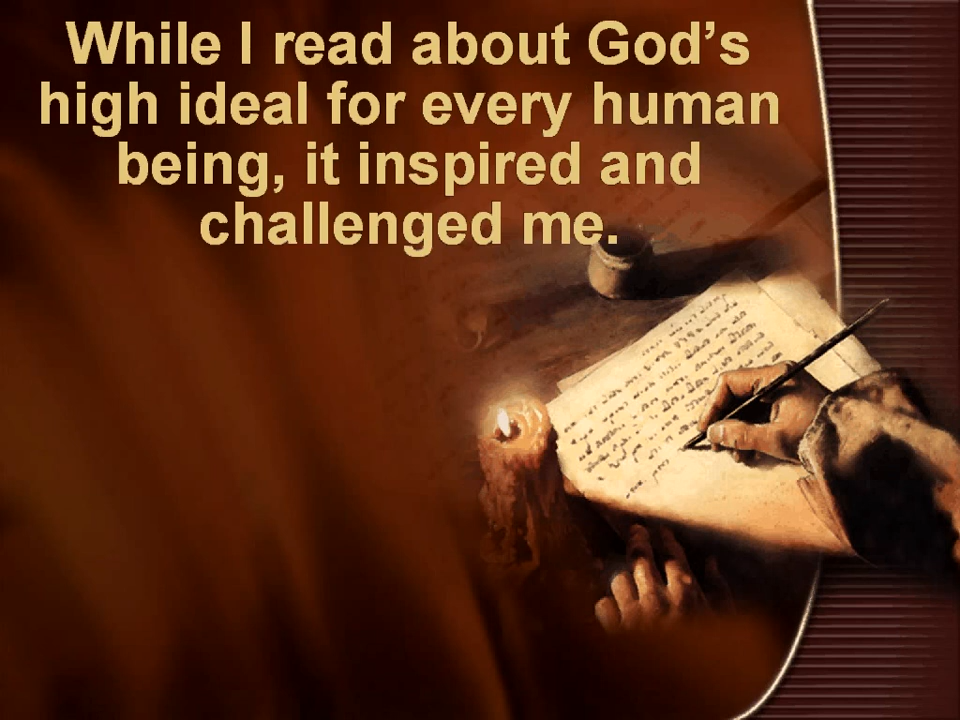 While I read about God’s
high ideal for every human
being, it inspired and
challenged me.